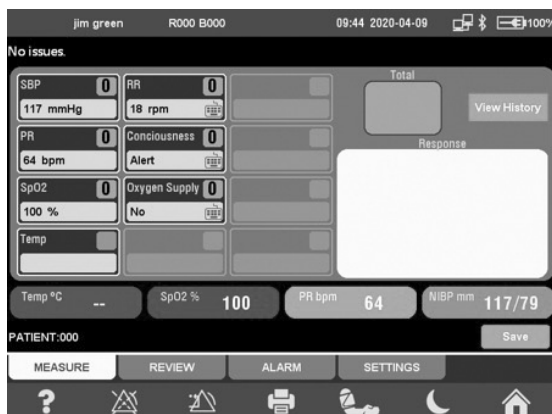 jim green R000 B000 09:44 2020-04-09 100%
No issues.
SBP 0 RR 0 Total
117 mmHg 18 rpm View History
PR 0 Conciousness 0 Response
64 bpm Alert
SpO2 0 Oxygen Supply 0
100 % No
Temp
Temp ºC -- SpO2 % 100 PR bpm 64 NIBP mm 117/79
PATIENT:000 Save
MEASURE REVIEW ALARM SETTINGS
?